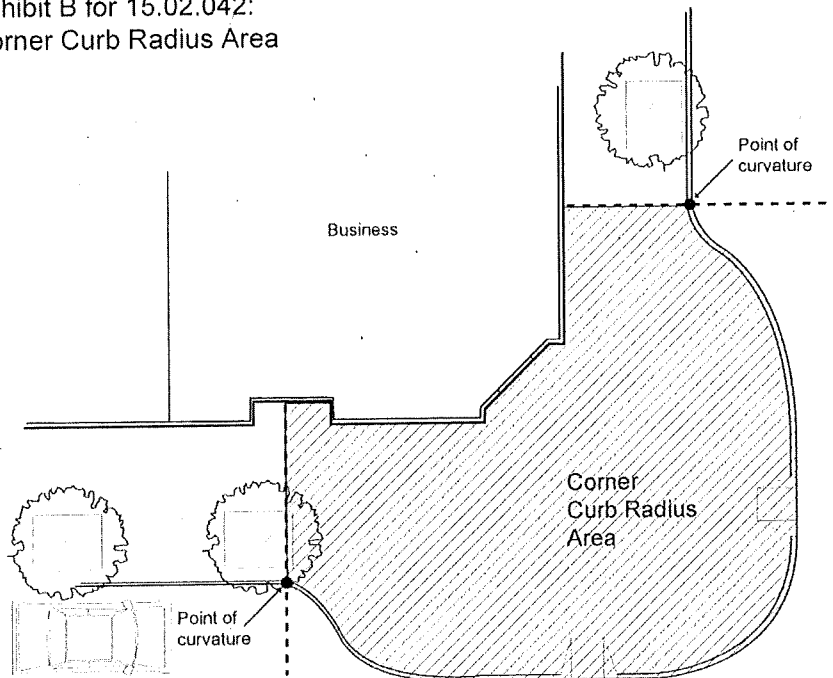 hibit B for 15.02.042:
orner Curb Radius Area
Point of
curvature
Business
Corner
Curb Radius
Area
Point of
curvature